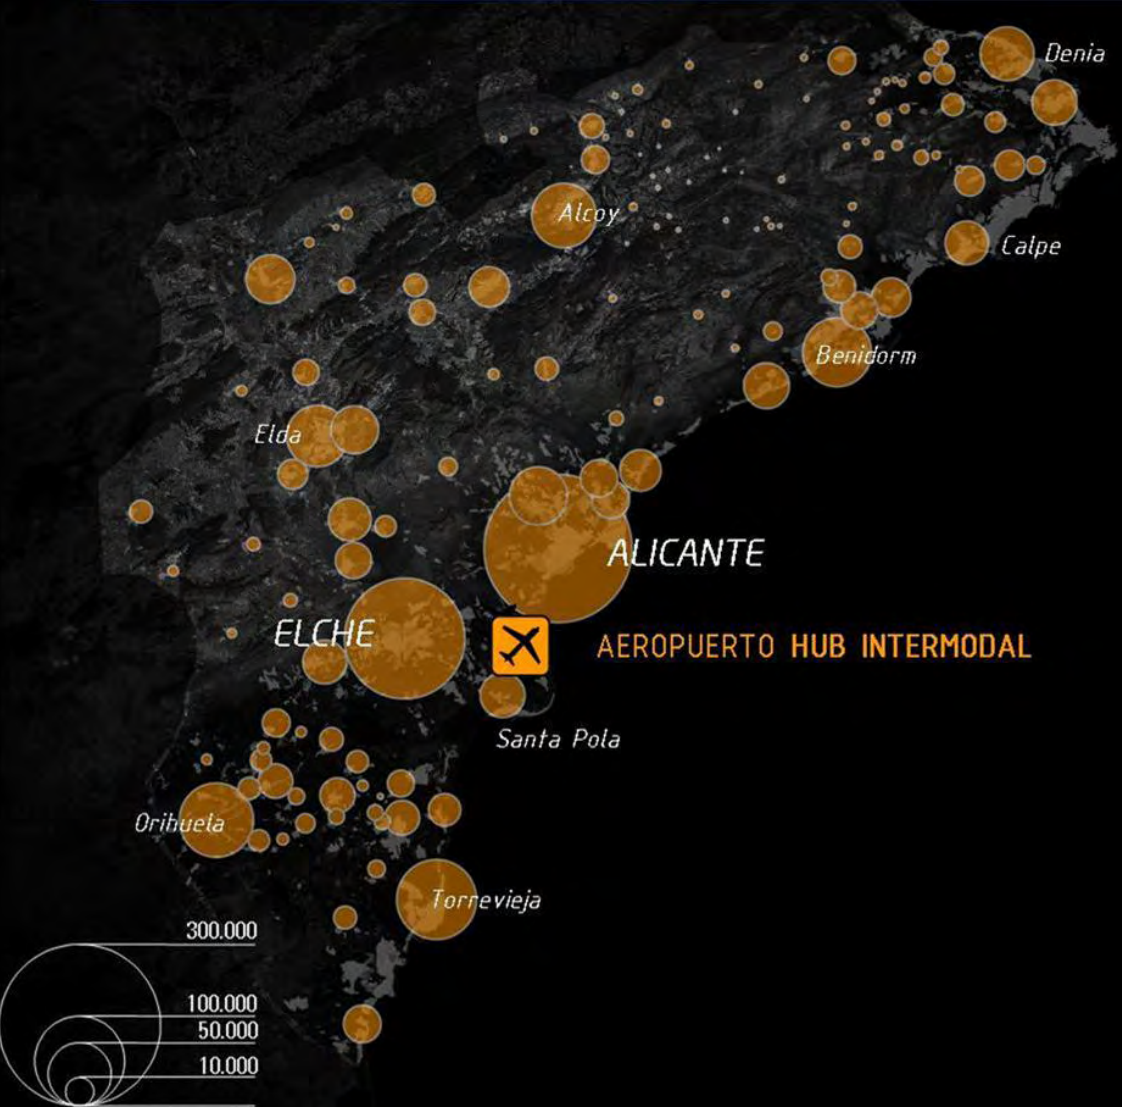 Denia
Alcoy
Calpe
Benidorm
Elda
ALICANTE
ELCHE
AEROPUERTO HUB INTERMODAL
Santa Pola
Orihuela
Torrevieja
300.000
100.000
50.000
10.000